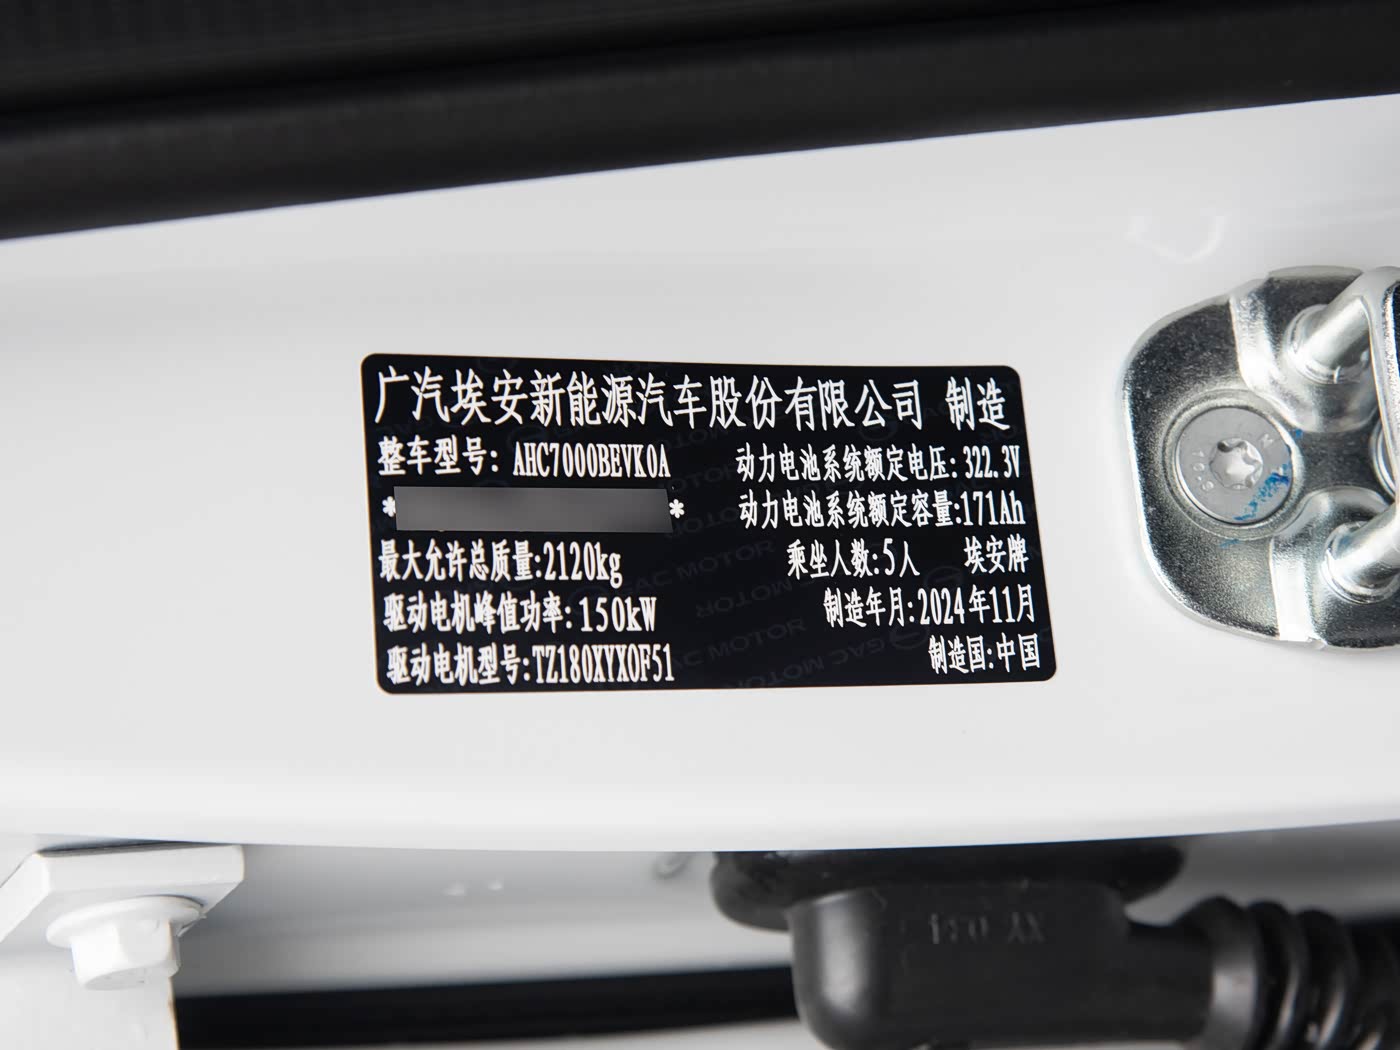 广汽埃安新能源汽车股份有限公司 制造
整车型号: AHC7000BEVK0A 动力电池系统额定电压: 322.3V
* * 动力电池系统额定容量:171Ah
最大允许总质量:2120kg 乘坐人数:5人 埃安牌
驱动电机峰值功率: 150kW 制造年月:2024年11月
驱动电机型号:TZ180XYX0F51 制造国:中国
GAC MOTOR